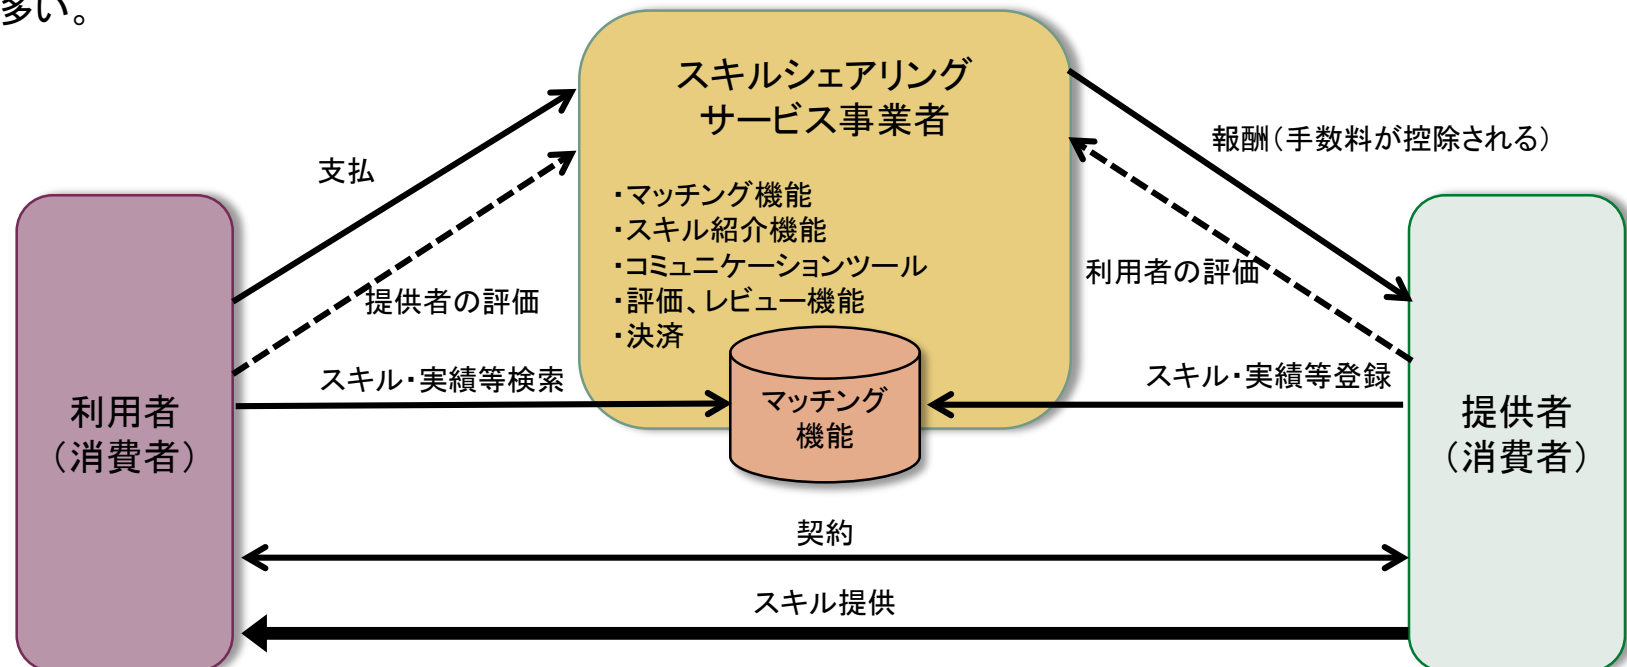 多い。
スキルシェアリング
サービス事業者
・マッチング機能
・スキル紹介機能
・コミュニケーションツール
・評価、レビュー機能
・決済
支払
報酬（手数料が控除される）
提供者の評価
利用者の評価
スキル・実績等検索
スキル・実績等登録
マッチング
機能
利用者
（消費者）
提供者
（消費者）
契約
スキル提供